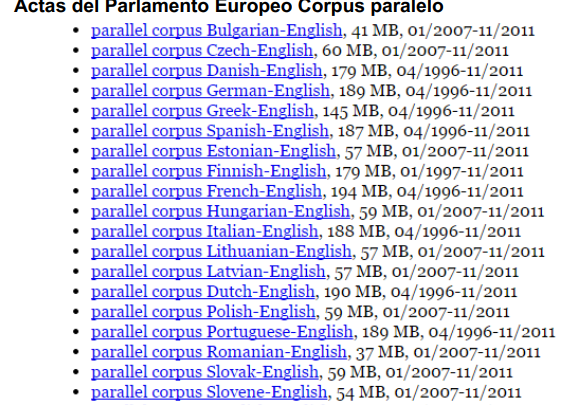 Actas del Parlamento Europeo Corpus paralelo
• parallel corpus Bulgarian-English, 41 MB, 01/2007-11/2011
• parallel corpus Czech-English, 60 MB, 01/2007-11/2011
• parallel corpus Danish-English, 179 MB, 04/1996-11/2011
• parallel corpus German-English, 189 MB, 04/1996-11/2011
• parallel corpus Greek-English, 145 MB, 04/1996-11/2011
• parallel corpus Spanish-English, 187 MB, 04/1996-11/2011
• parallel corpus Estonian-English, 57 MB, 01/2007-11/2011
• parallel corpus Finnish-English, 179 MB, 01/1997-11/2011
• parallel corpus French-English, 194 MB, 04/1996-11/2011
• parallel corpus Hungarian-English, 59 MB, 01/2007-11/2011
• parallel corpus Italian-English, 188 MB, 04/1996-11/2011
• parallel corpus Lithuanian-English, 57 MB, 01/2007-11/2011
• parallel corpus Latvian-English, 57 MB, 01/2007-11/2011
• parallel corpus Dutch-English, 190 MB, 04/1996-11/2011
• parallel corpus Polish-English, 59 MB, 01/2007-11/2011
• parallel corpus Portuguese-English, 189 MB, 04/1996-11/2011
• parallel corpus Romanian-English, 37 MB, 01/2007-11/2011
• parallel corpus Slovak-English, 59 MB, 01/2007-11/2011
• parallel corpus Slovene-English, 54 MB, 01/2007-11/2011